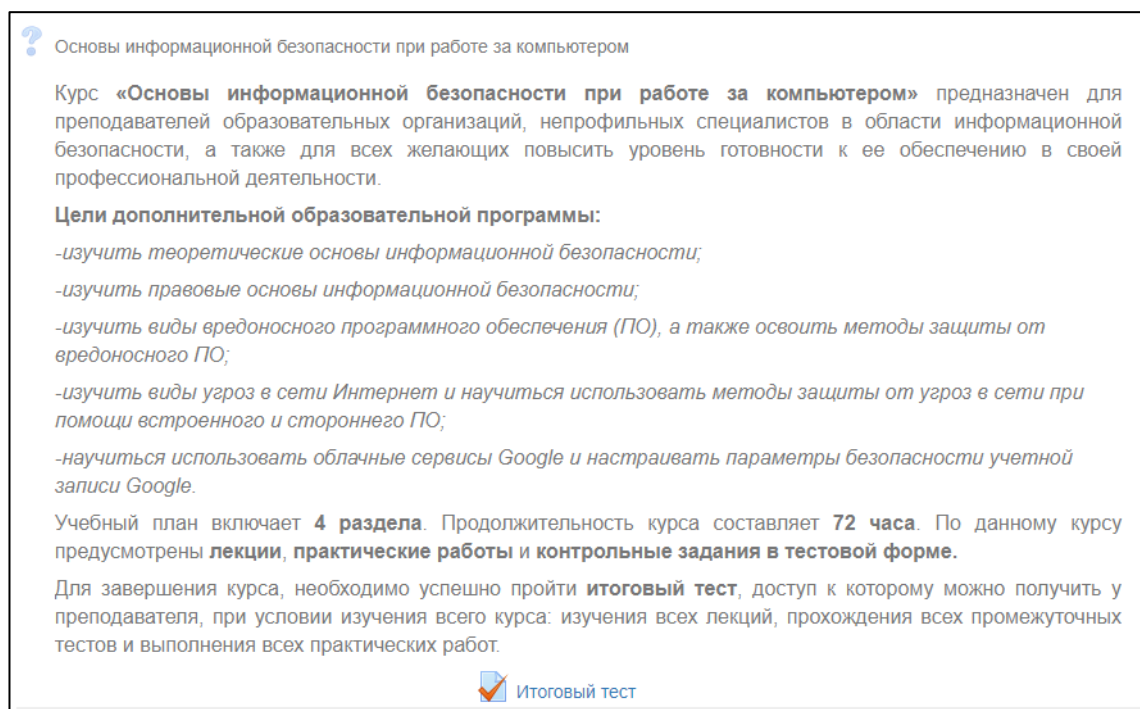 Основы информационной безопасности при работе за компьютером
Курс «Основы информационной безопасности при работе за компьютером» предназначен для
преподавателей образовательных организаций, непрофильных специалистов в области информационной
безопасности, а также для всех желающих повысить уровень готовности к ее обеспечению в своей
профессиональной деятельности.
Цели дополнительной образовательной программы:
-изучить теоретические основы информационной безопасности;
-изучить правовые основы информационной безопасности;
-изучить виды вредоносного программного обеспечения (ПО), а также освоить методы защиты от
вредоносного ПО;
-изучить виды угроз в сети Интернет и научиться использовать методы защиты от угроз в сети при
помощи встроенного и стороннего ПО;
-научиться использовать облачные сервисы Google и настраивать параметры безопасности учетной
записи Google.
Учебный план включает 4 раздела. Продолжительность курса составляет 72 часа. По данному курсу
предусмотрены лекции, практические работы и контрольные задания в тестовой форме.
Для завершения курса, необходимо успешно пройти итоговый тест, доступ к которому можно получить у
преподавателя, при условии изучения всего курса: изучения всех лекций, прохождения всех промежуточных
тестов и выполнения всех практических работ.
Итоговый тест